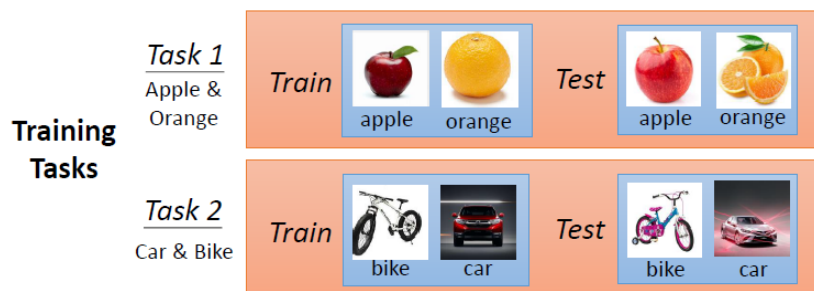 Training
Tasks
Task 1
Apple &
Orange
Train
apple
orange
Test
apple
orange
Task 2
Car & Bike
Train
bike
car
Test
bike
car